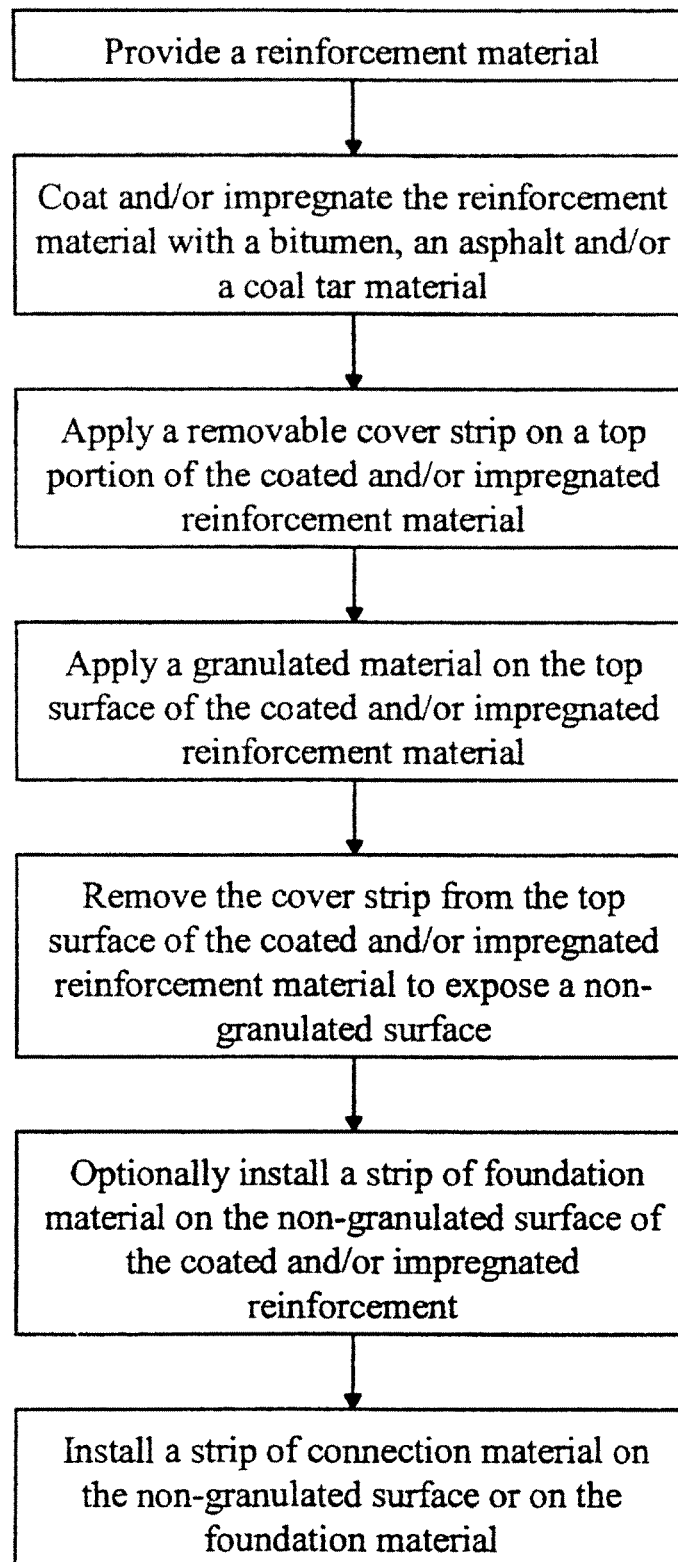 Provide a reinforcement material
Coat and/or impregnate the reinforcement
material with a bitumen, an asphalt and/or
a coal tar material
Apply a removable cover strip on a top
portion of the coated and/or impregnated
reinforcement material
Apply a granulated material on the top
surface of the coated and/or impregnated
reinforcement material
Remove the cover strip from the top
surface of the coated and/or impregnated
reinforcement material to expose a non-
granulated surface
Optionally install a strip of foundation
material on the non-granulated surface of
the coated and/or impregnated
reinforcement
Install a strip of connection material on
the non-granulated surface or on the
foundation material